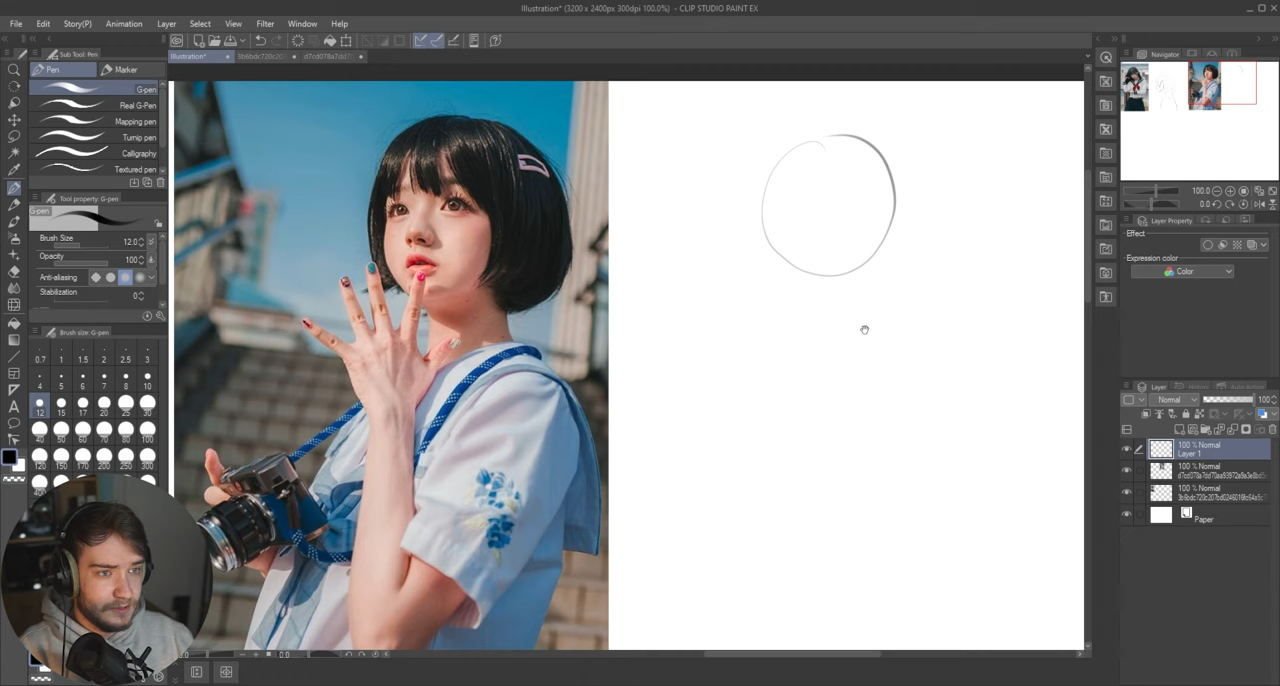 Illustration* (3200 x 2400px 300dpi 100.0%) - CLIP STUDIO PAINT EX
File Edit Story(P) Animation Layer Select View Filter Window Help
Sub Tool: Pen
Pen Marker
G-pen
Real G-Pen
Mapping pen
Turnip pen
Calligraphy
Textured pen
Tool property: G-pen
G-pen
Brush Size 12.0
Opacity 100
Anti-aliasing
Stabilization 0
Brush size: G-pen
0.7 1 1.5 2 2.5 3
4 5 6 7 8 10
12 15 17 20 25 30
40 50 60 70 80 100
120 150 170 200 250 300
Illustration*
Navigator
100.0
0.0
Layer Property
Effect
Expression color
Color
Layer
Normal 100
100 % Normal
Layer 1
100 % Normal
100 % Normal
Paper